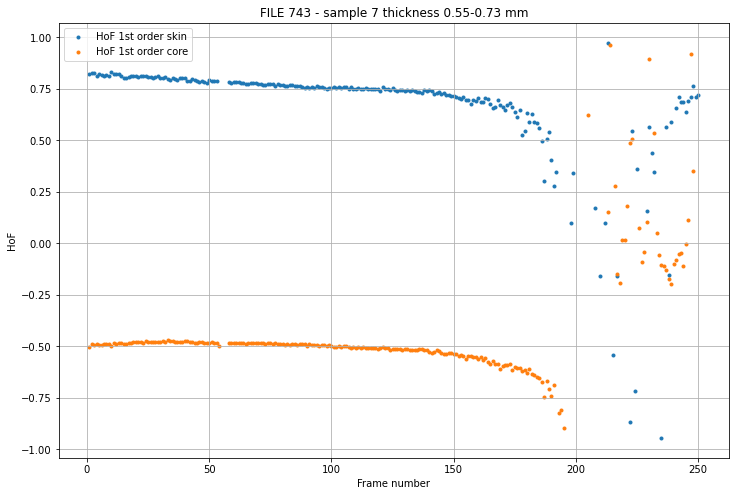 FILE 743 - sample 7 thickness 0.55-0.73 mm
HoF 1st order skin
HoF 1st order core
1.00
0.75
0.50
0.25
0.00
−0.25
−0.50
−0.75
−1.00
HoF
0 50 100 150 200 250
Frame number